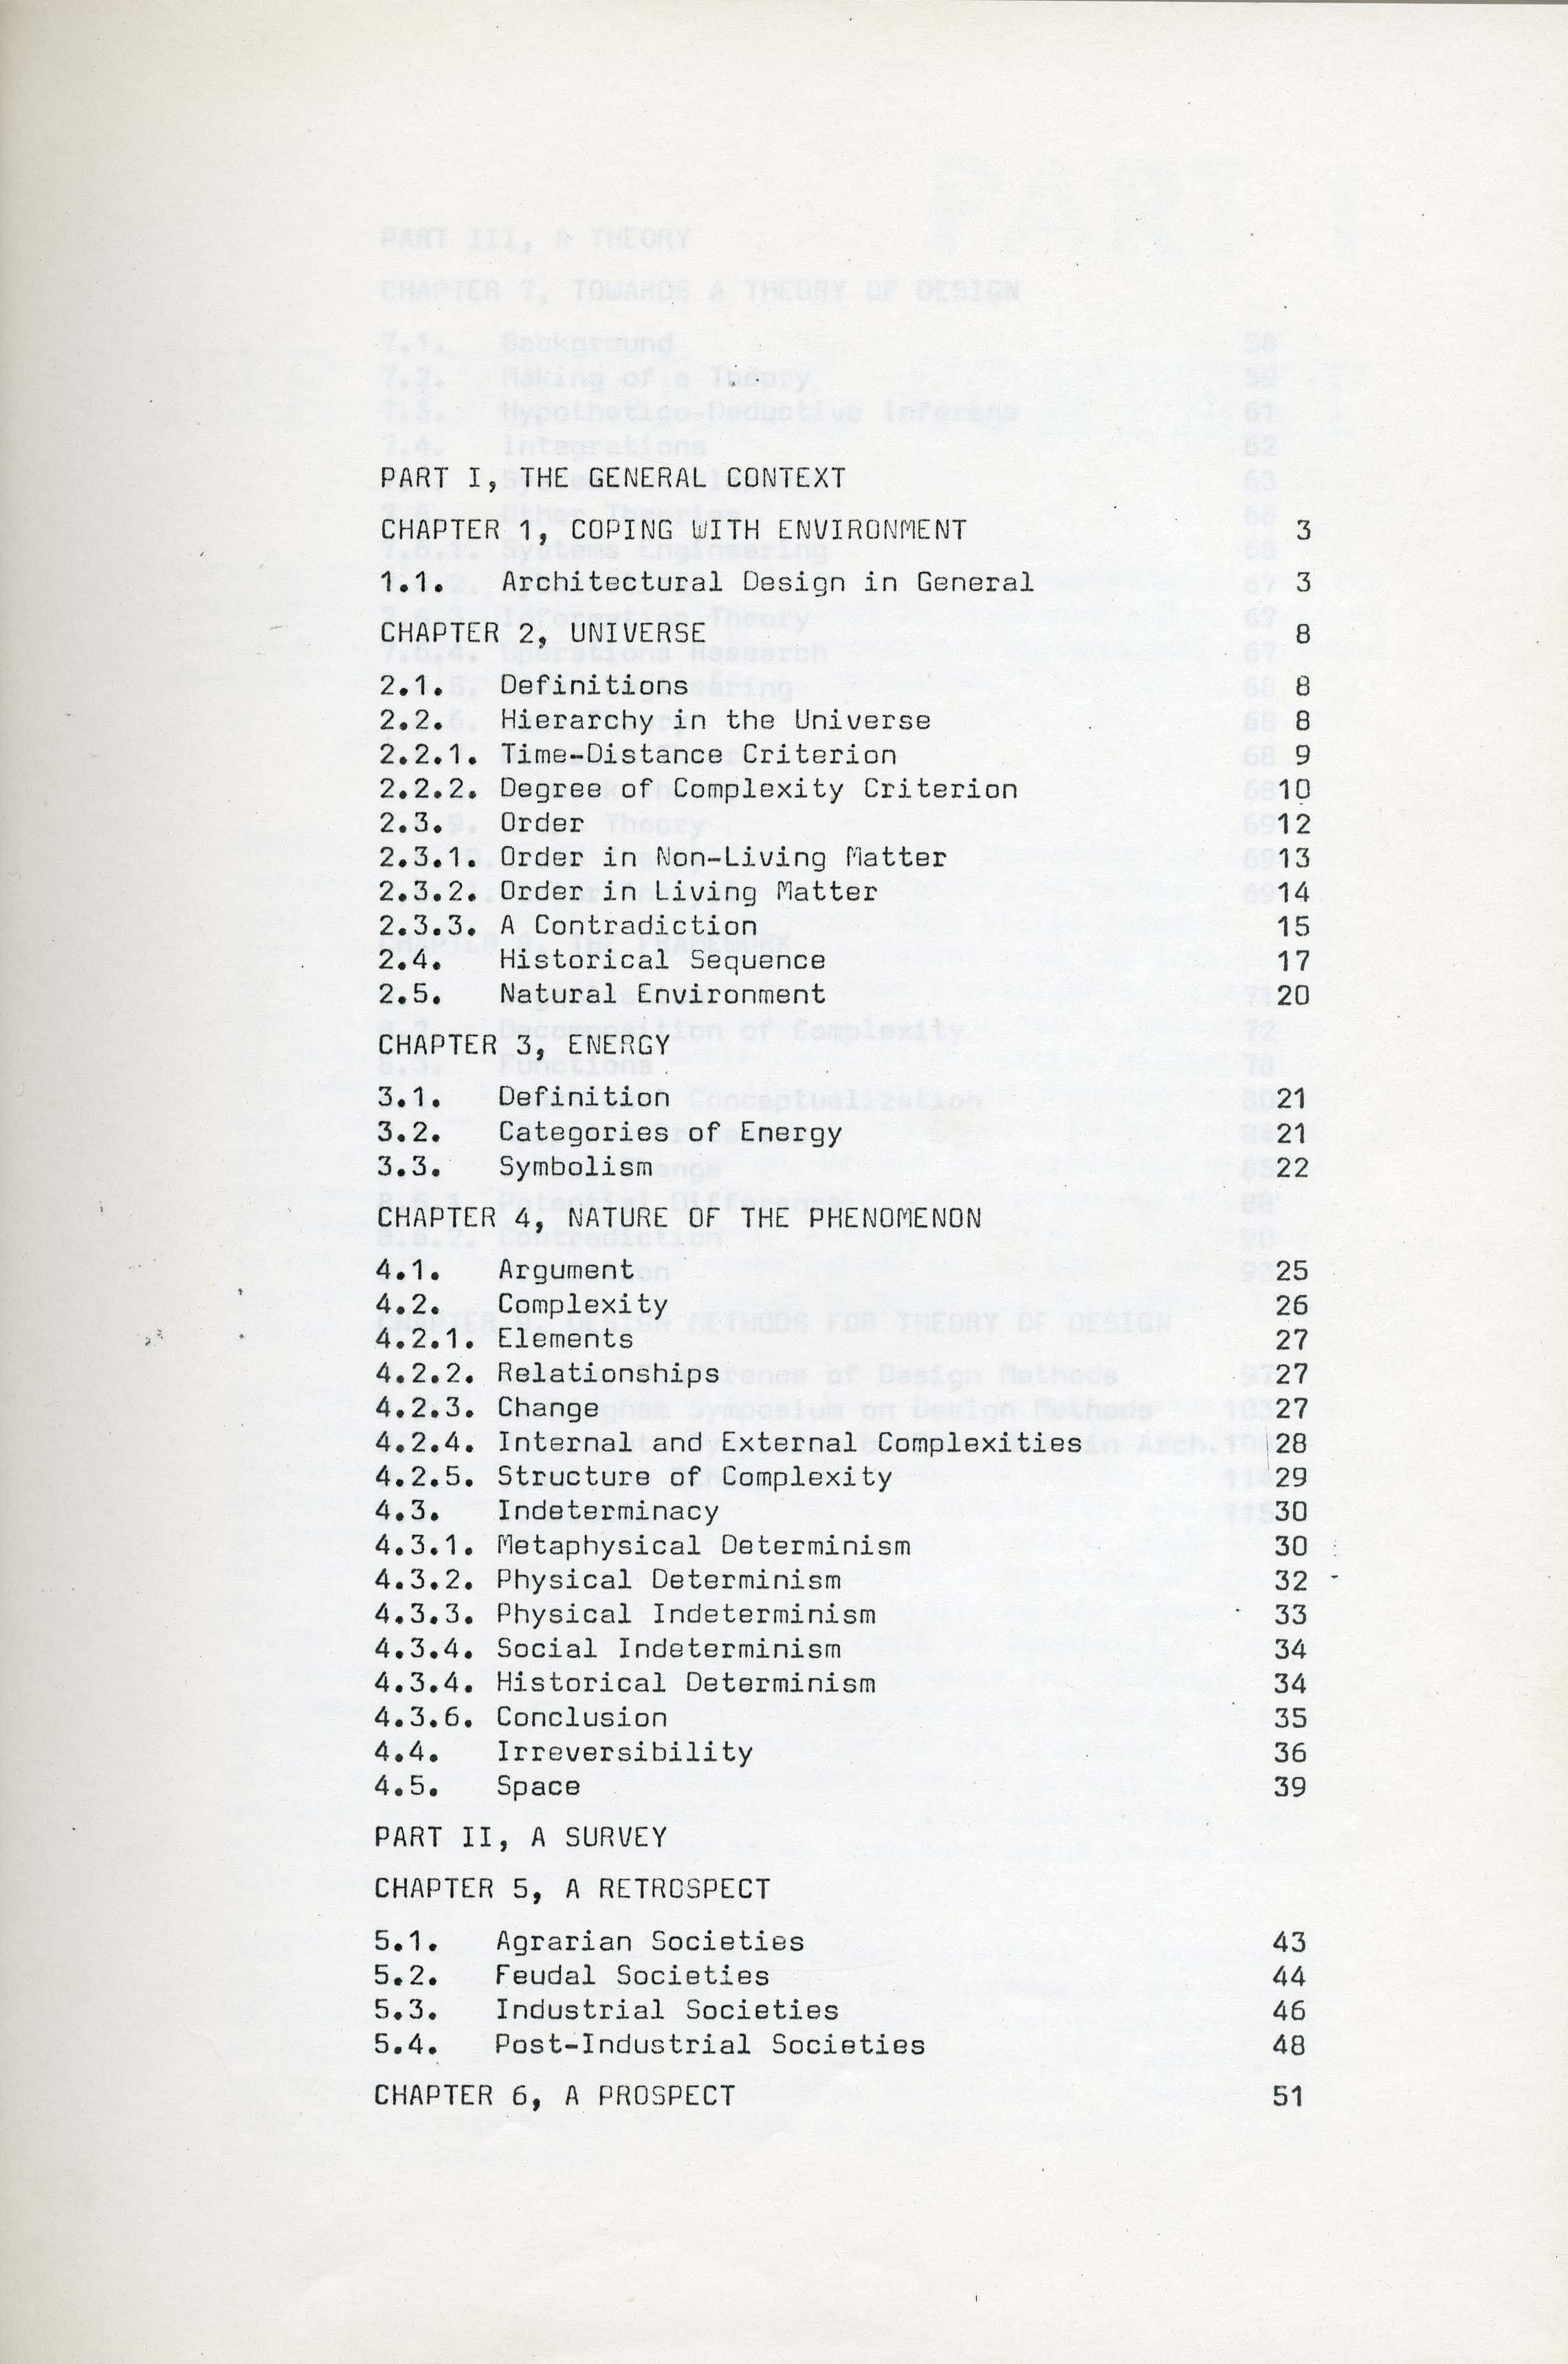 PART I, THE GENERAL CONTEXT
CHAPTER 1, COPING WITH ENVIRONMENT 3
1.1. Architectural Design in General 3
CHAPTER 2, UNIVERSE 8
2.1. Definitions 8
2.2. Hierarchy in the Universe 8
2.2.1. Time-Distance Criterion 9
2.2.2. Degree of Complexity Criterion 10
2.3. Order 12
2.3.1. Order in Non-Living Matter 13
2.3.2. Order in Living Matter 14
2.3.3. A Contradiction 15
2.4. Historical Sequence 17
2.5. Natural Environment 20
CHAPTER 3, ENERGY
3.1. Definition 21
3.2. Categories of Energy 21
3.3. Symbolism 22
CHAPTER 4, NATURE OF THE PHENOMENON
4.1. Argument 25
4.2. Complexity 26
4.2.1. Elements 27
4.2.2. Relationships 27
4.2.3. Change 27
4.2.4. Internal and External Complexities 28
4.2.5. Structure of Complexity 29
4.3. Indeterminacy 30
4.3.1. Metaphysical Determinism 30
4.3.2. Physical Determinism 32
4.3.3. Physical Indeterminism 33
4.3.4. Social Indeterminism 34
4.3.4. Historical Determinism 34
4.3.6. Conclusion 35
4.4. Irreversibility 36
4.5. Space 39
PART II, A SURVEY
CHAPTER 5, A RETROSPECT
5.1. Agrarian Societies 43
5.2. Feudal Societies 44
5.3. Industrial Societies 46
5.4. Post-Industrial Societies 48
CHAPTER 6, A PROSPECT 51